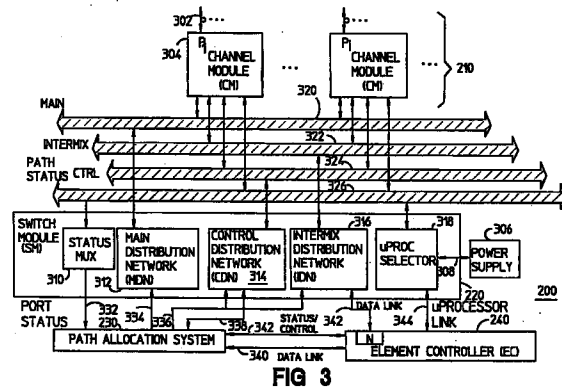 302
304
P|
CHANNEL
MODULE
(CM)
...
P|
CHANNEL
MODULE
(CM)
...
210
MAIN
320
INTERMIX
322
PATH
STATUS CTRL
324
326
SWITCH
MODULE
(SM)
310
STATUS
MUX
MAIN
DISTRIBUTION
NETWORK
(MDN)
312
CONTROL
DISTRIBUTION
NETWORK
(CDN) 314
316
INTERMIX
DISTRIBUTION
NETWORK
(IDN)
318
uPROC
SELECTOR
306
POWER
SUPPLY
308
220
200
PORT
STATUS
332
334
336
338
STATUS/
CONTROL
342
342
DATA LINK
344
uPROCESSOR
LINK
240
230
PATH ALLOCATION SYSTEM
340
DATA LINK
N
ELEMENT CONTROLLER (EC)
FIG 3